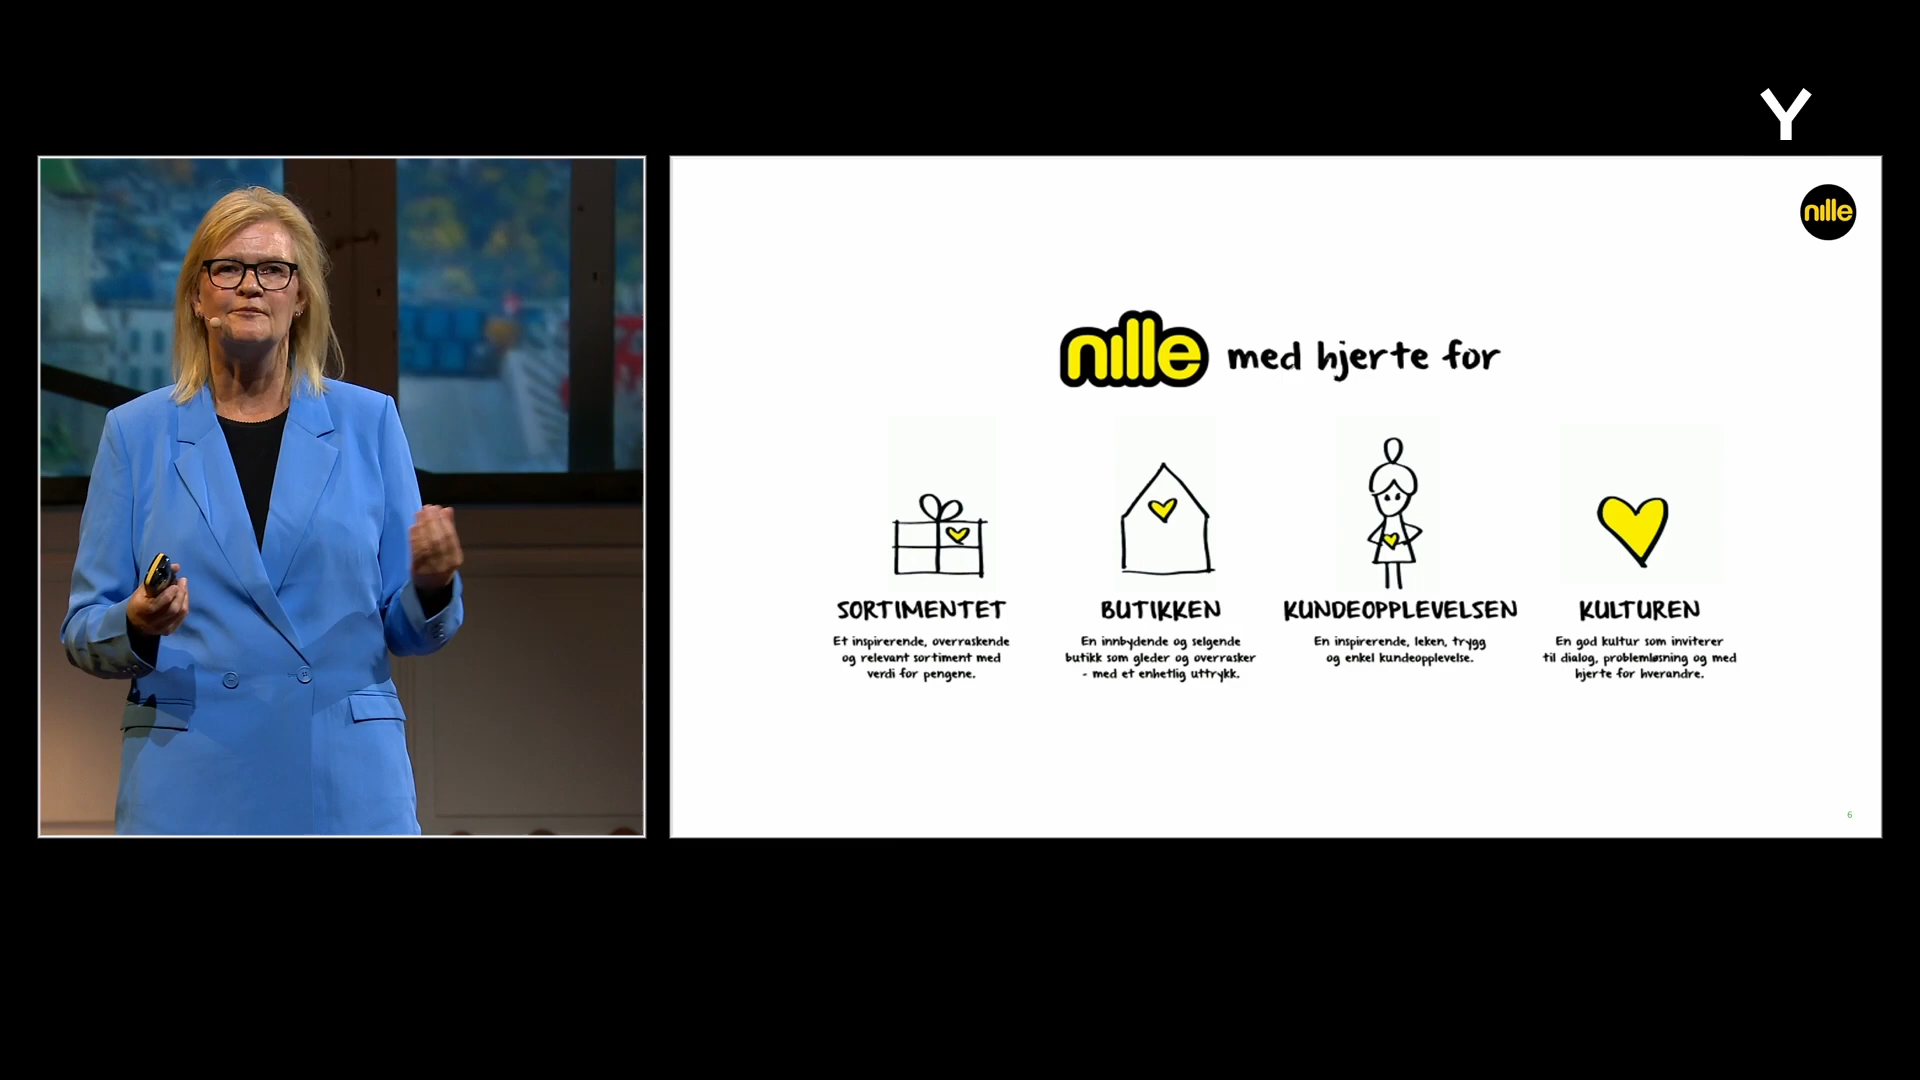 Y
nille
nille med hjerte for
SORTIMENTET
Et inspirerende, overraskende
og relevant sortiment med
verdi for pengene.
BUTIKKEN
En innbydende og selgende
butikk som gleder og overrasker
- med et enhetlig uttrykk.
KUNDEOPPLEVELSEN
En inspirerende, leken, trygg
og enkel kundeopplevelse.
KULTUREN
En god kultur som inviterer
til dialog, problemløsning og med
hjerte for hverandre.
6